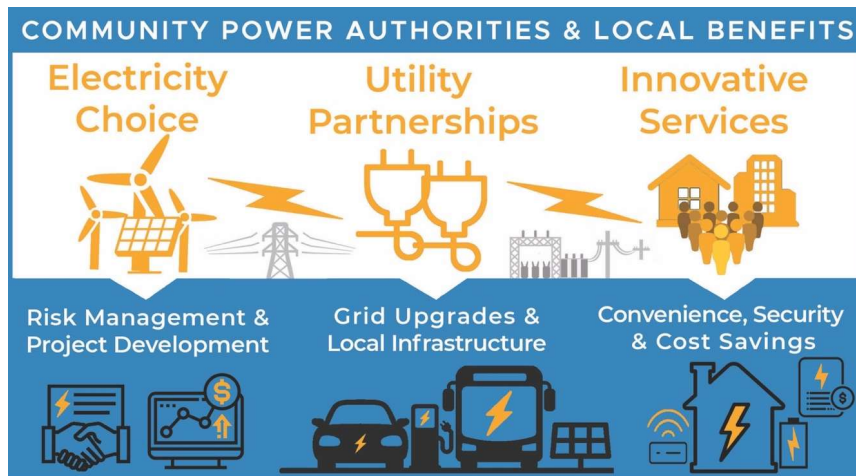 COMMUNITY POWER AUTHORITIES & LOCAL BENEFITS
Electricity
Choice
Utility
Partnerships
Innovative
Services
Risk Management &
Project Development
Grid Upgrades &
Local Infrastructure
Convenience, Security
& Cost Savings
$
$